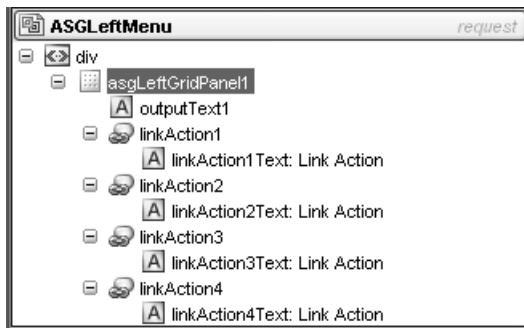 ASGLeftMenu request
div
asgLeftGridPanel1
A outputText1
linkAction1
A linkAction1Text: Link Action
linkAction2
A linkAction2Text: Link Action
linkAction3
A linkAction3Text: Link Action
linkAction4
A linkAction4Text: Link Action